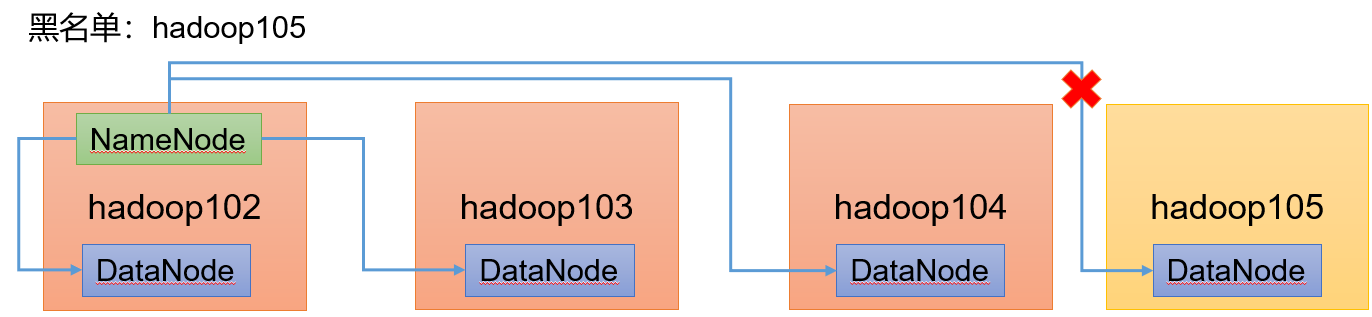 黑名单：hadoop105
NameNode
hadoop102
DataNode
hadoop103
DataNode
hadoop104
DataNode
hadoop105
DataNode